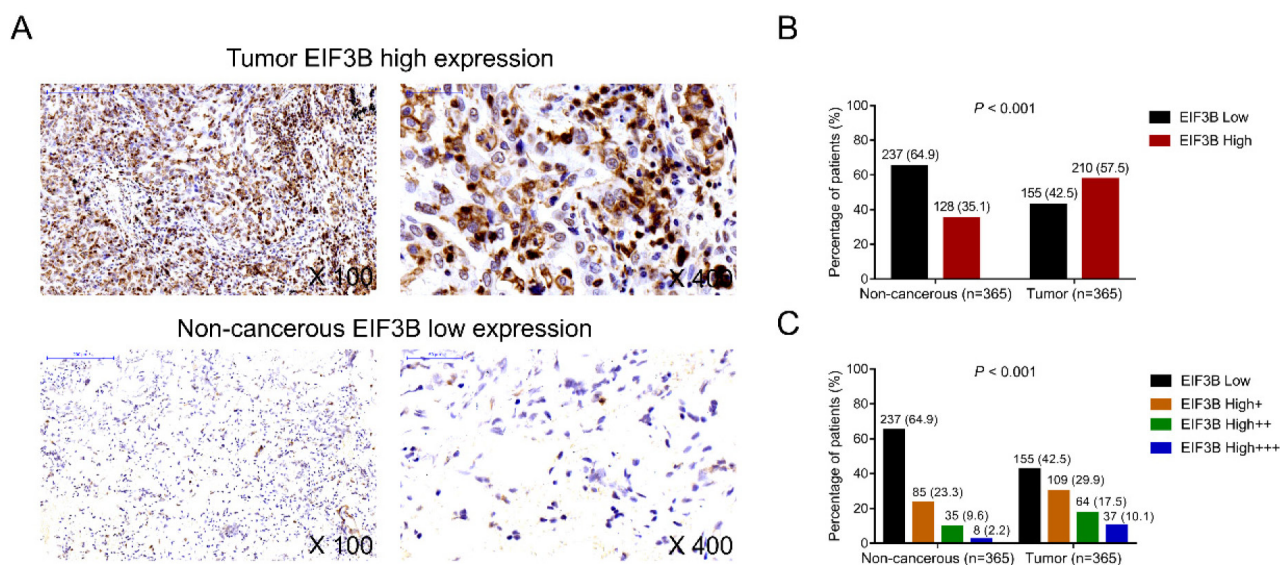 A
Tumor EIF3B high expression
X 100
X 400
Non-cancerous EIF3B low expression
X 100
X 400
B
P < 0.001
EIF3B Low
EIF3B High
Percentage of patients (%)
100
80
60
40
20
0
237 (64.9)
128 (35.1)
155 (42.5)
210 (57.5)
Non-cancerous (n=365)
Tumor (n=365)
C
P < 0.001
EIF3B Low
EIF3B High+
EIF3B High++
EIF3B High+++
Percentage of patients (%)
100
80
60
40
20
0
237 (64.9)
85 (23.3)
35 (9.6)
8 (2.2)
155 (42.5)
109 (29.9)
64 (17.5)
37 (10.1)
Non-cancerous (n=365)
Tumor (n=365)